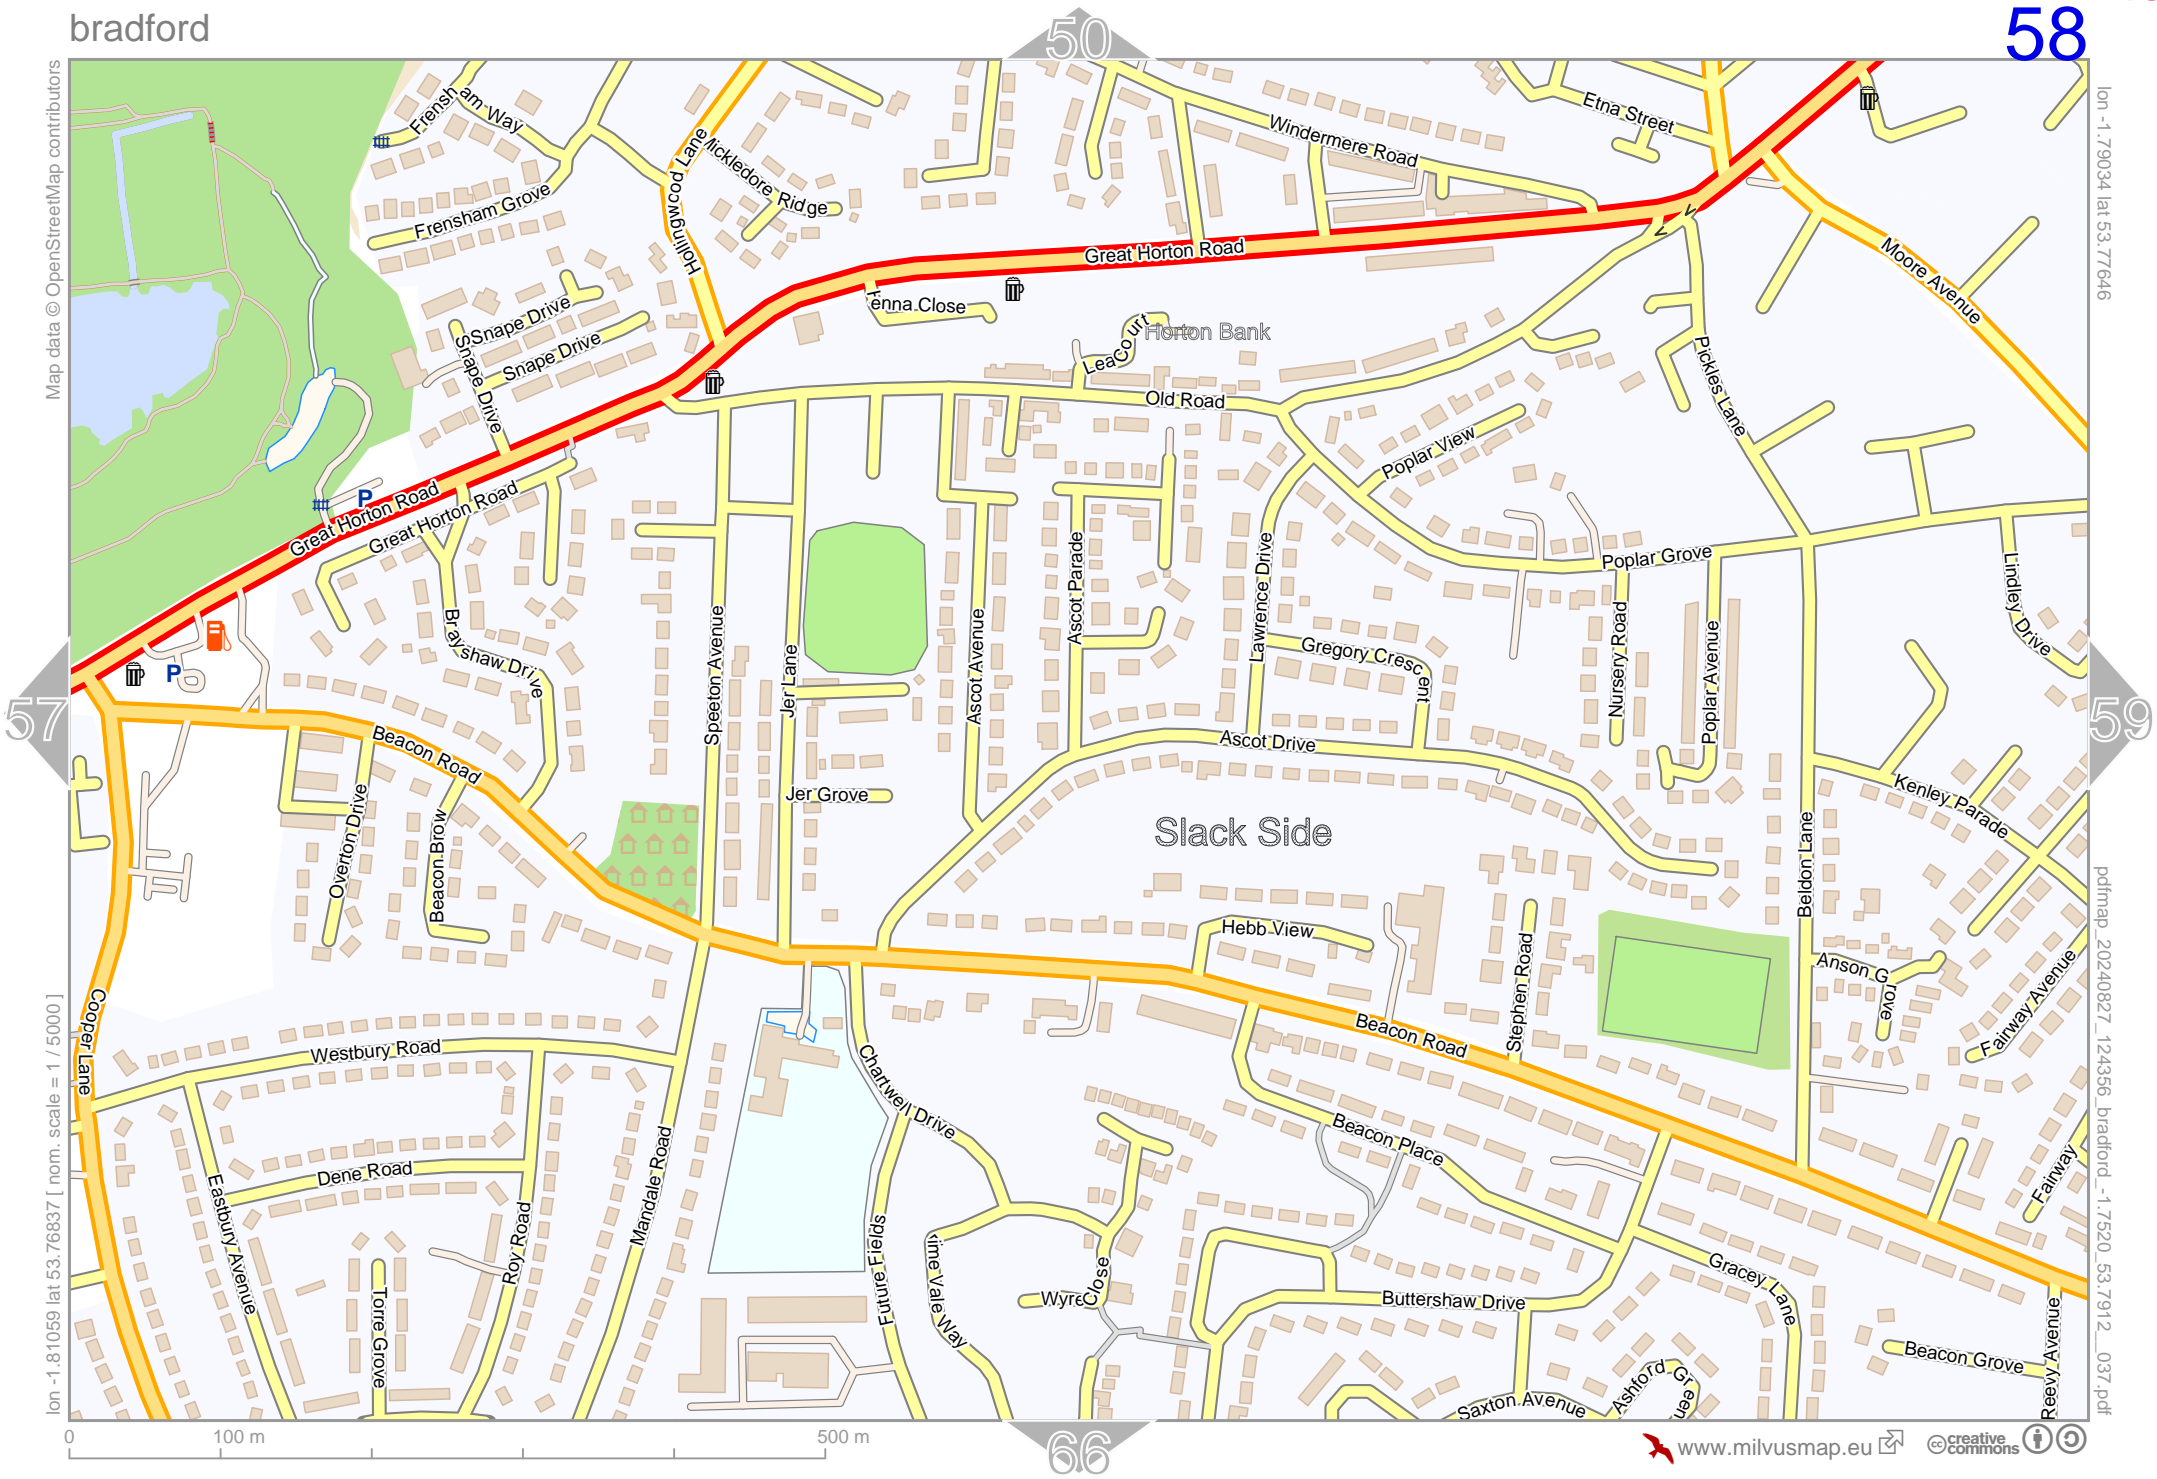 bradford
50
58
Map data © OpenStreetMap contributors
lon -1.79034 lat 53.77646
Frensham Way
Etna Street
Windermere Road
Mickledore Ridge
Hollingwood Lane
Frensham Grove
Great Horton Road
Moore Avenue
Snape Drive
enna Close
Horton Bank
Snape Drive
Snape Drive
Lea Court
Pickles Lane
Old Road
Poplar View
P
Great Horton Road
Great Horton Road
Poplar Grove
Lindley Drive
Ascot Parade
Lawrence Drive
Brayshaw Drive
Speeton Avenue
Jer Lane
Ascot Avenue
Gregory Crescent
Nursery Road
Poplar Avenue
P
57
59
Beacon Road
Ascot Drive
Jer Grove
Kenley Parade
Overton Drive
Beacon Brow
Slack Side
Beldon Lane
Hebb View
Stephen Road
Anson Grove
Fairway Avenue
Cooper Lane
Beacon Road
Westbury Road
Chartwell Drive
Beacon Place
Dene Road
Mandale Road
Eastbury Avenue
Roy Road
Fairway
Future Fields
Gracey Lane
Torre Grove
Wyre Close
Buttershaw Drive
ime Vale Way
Beacon Grove
Reevy Avenue
Saxton Avenue
Ashford Green
lon -1.81059 lat 53.76837 [ nom. scale = 1 / 5000 ]
pdfmap_20240827_124356_bradford_-1.7520_53.7912__037.pdf
0
100 m
500 m
66
www.milvusmap.eu
cc creative commons